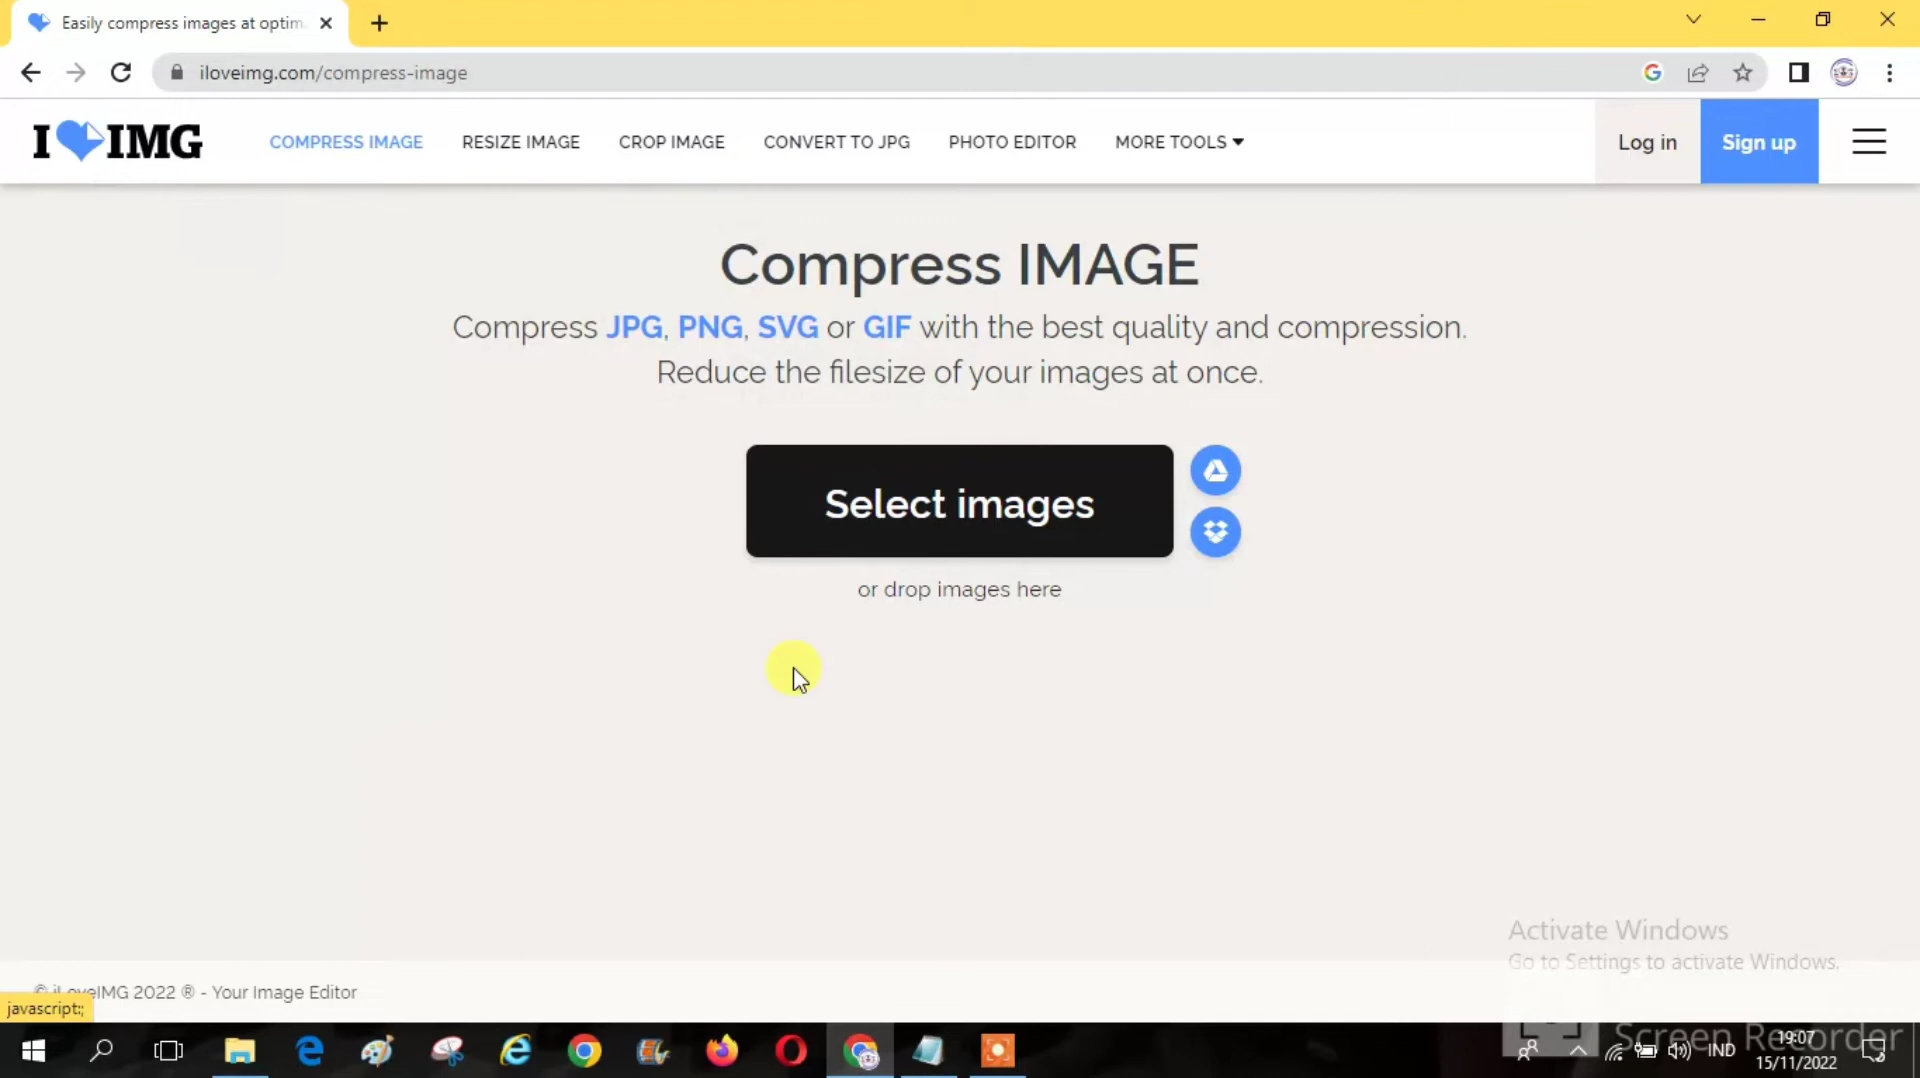 Easily compress images at optim
iloveimg.com/compress-image
I IMG
COMPRESS IMAGE
RESIZE IMAGE
CROP IMAGE
CONVERT TO JPG
PHOTO EDITOR
MORE TOOLS
Log in
Sign up
Compress IMAGE
Compress JPG, PNG, SVG or GIF with the best quality and compression.
Reduce the filesize of your images at once.
Select images
or drop images here
Activate Windows
Go to Settings to activate Windows.
© iLoveIMG 2022 ® - Your Image Editor
javascript:;
Screen Recorder
IND
19:07
15/11/2022